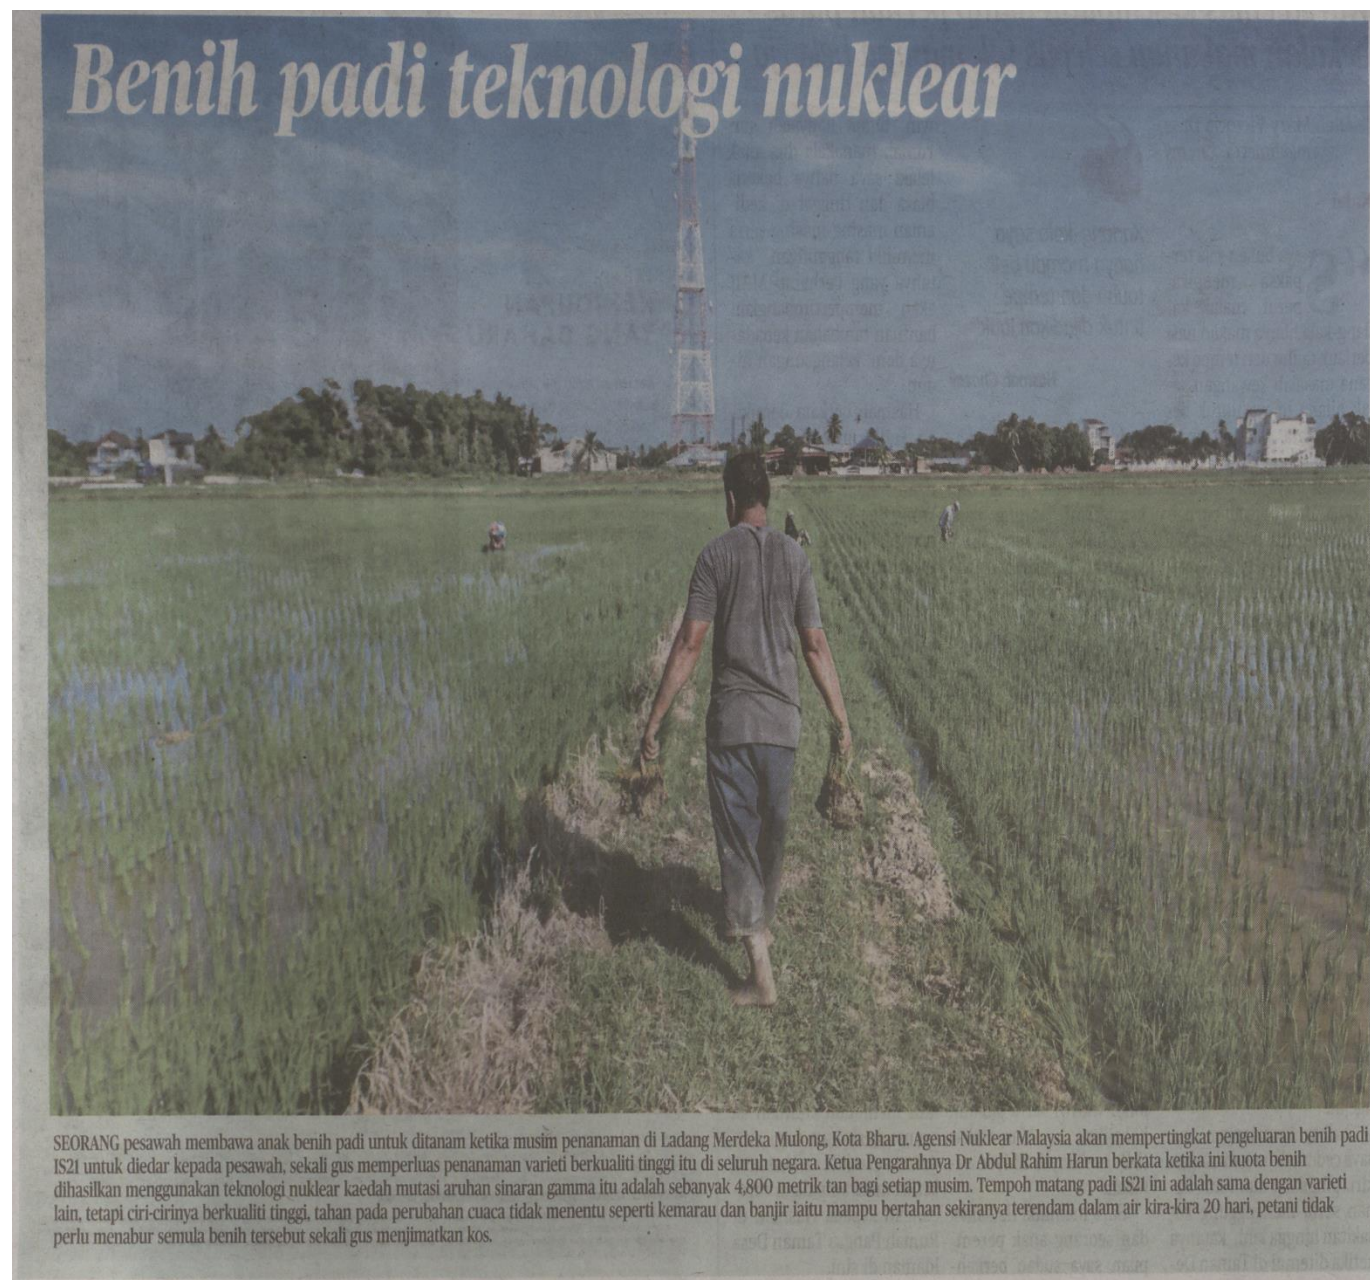 Benih padi teknologi nuklear
SEORANG pesawah membawa anak benih padi untuk ditanam ketika musim penanaman di Ladang Merdeka Mulong, Kota Bharu. Agensi Nuklear Malaysia akan mempertingkat pengeluaran benih padi
IS21 untuk diedar kepada pesawah, sekali gus memperluas penanaman varieti berkualiti tinggi itu di seluruh negara. Ketua Pengarahnya Dr Abdul Rahim Harun berkata ketika ini kuota benih
dihasilkan menggunakan teknologi nuklear kaedah mutasi aruhan sinaran gamma itu adalah sebanyak 4,800 metrik tan bagi setiap musim. Tempoh matang padi IS21 ini adalah sama dengan varieti
lain, tetapi ciri-cirinya berkualiti tinggi, tahan pada perubahan cuaca tidak menentu seperti kemarau dan banjir iaitu mampu bertahan sekiranya terendam dalam air kira-kira 20 hari, petani tidak
perlu menabur semula benih tersebut sekali gus menjimatkan kos.